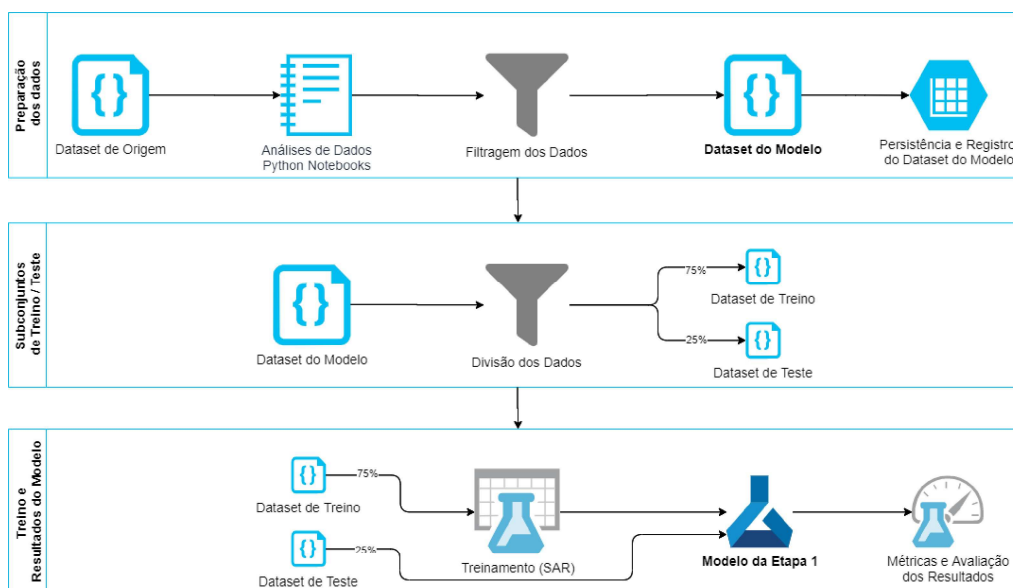 Preparação
dos dados
Dataset de Origem
Análises de Dados
Python Notebooks
Filtragem dos Dados
Dataset do Modelo
Persistência e Registro
do Dataset do Modelo
Subconjuntos
de Treino / Teste
Dataset do Modelo
Divisão dos Dados
75%
Dataset de Treino
25%
Dataset de Teste
Treino e
Resultados do Modelo
75%
Dataset de Treino
25%
Dataset de Teste
Treinamento (SAR)
Modelo da Etapa 1
Métricas e Avaliação
dos Resultados